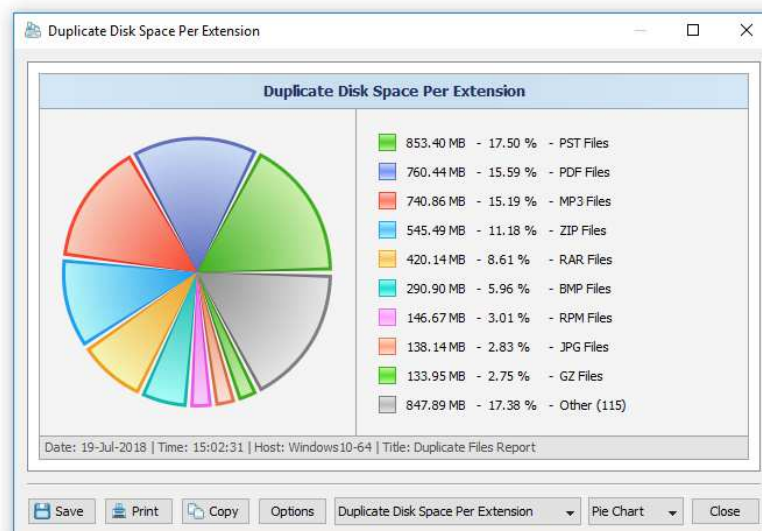 Duplicate Disk Space Per Extension
Duplicate Disk Space Per Extension
853.40 MB - 17.50 % - PST Files
760.44 MB - 15.59 % - PDF Files
740.86 MB - 15.19 % - MP3 Files
545.49 MB - 11.18 % - ZIP Files
420.14 MB - 8.61 % - RAR Files
290.90 MB - 5.96 % - BMP Files
146.67 MB - 3.01 % - RPM Files
138.14 MB - 2.83 % - JPG Files
133.95 MB - 2.75 % - GZ Files
847.89 MB - 17.38 % - Other (115)
Date: 19-Jul-2018 | Time: 15:02:31 | Host: Windows10-64 | Title: Duplicate Files Report
Save Print Copy Options Duplicate Disk Space Per Extension Pie Chart Close